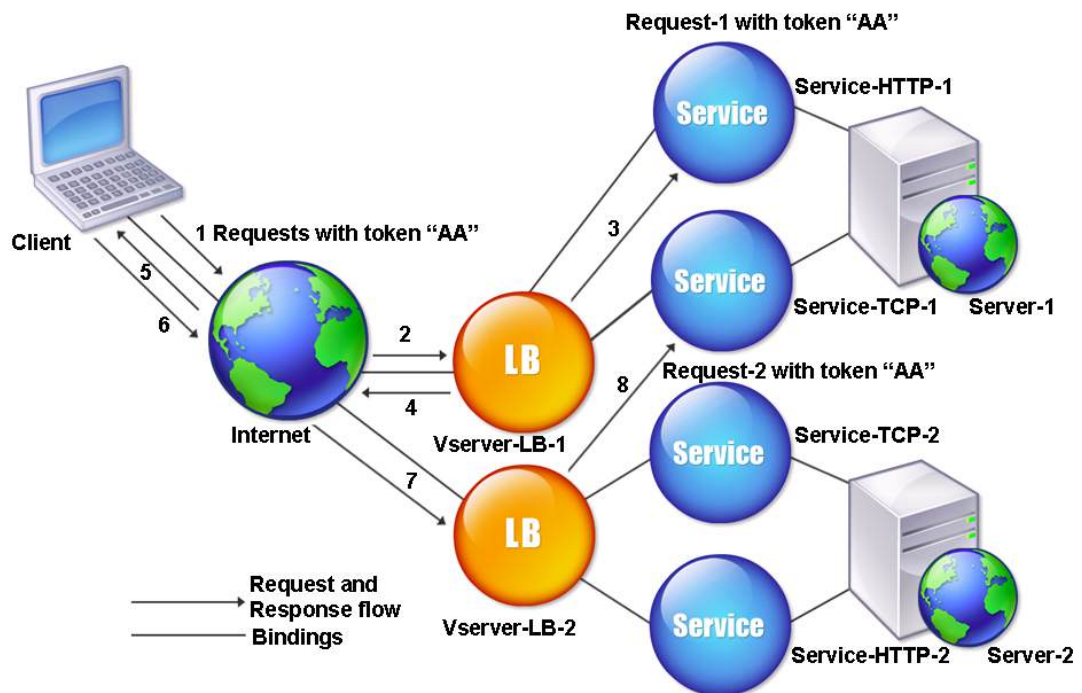 Request-1 with token “AA”
Service
Service-HTTP-1
Client
1 Requests with token “AA”
3
5
6
Service
Service-TCP-1
Server-1
2
LB
8
Request-2 with token “AA”
4
Internet
Vserver-LB-1
Service-TCP-2
Service
7
LB
Request and
Response flow
Bindings
Vserver-LB-2
Service
Service-HTTP-2
Server-2